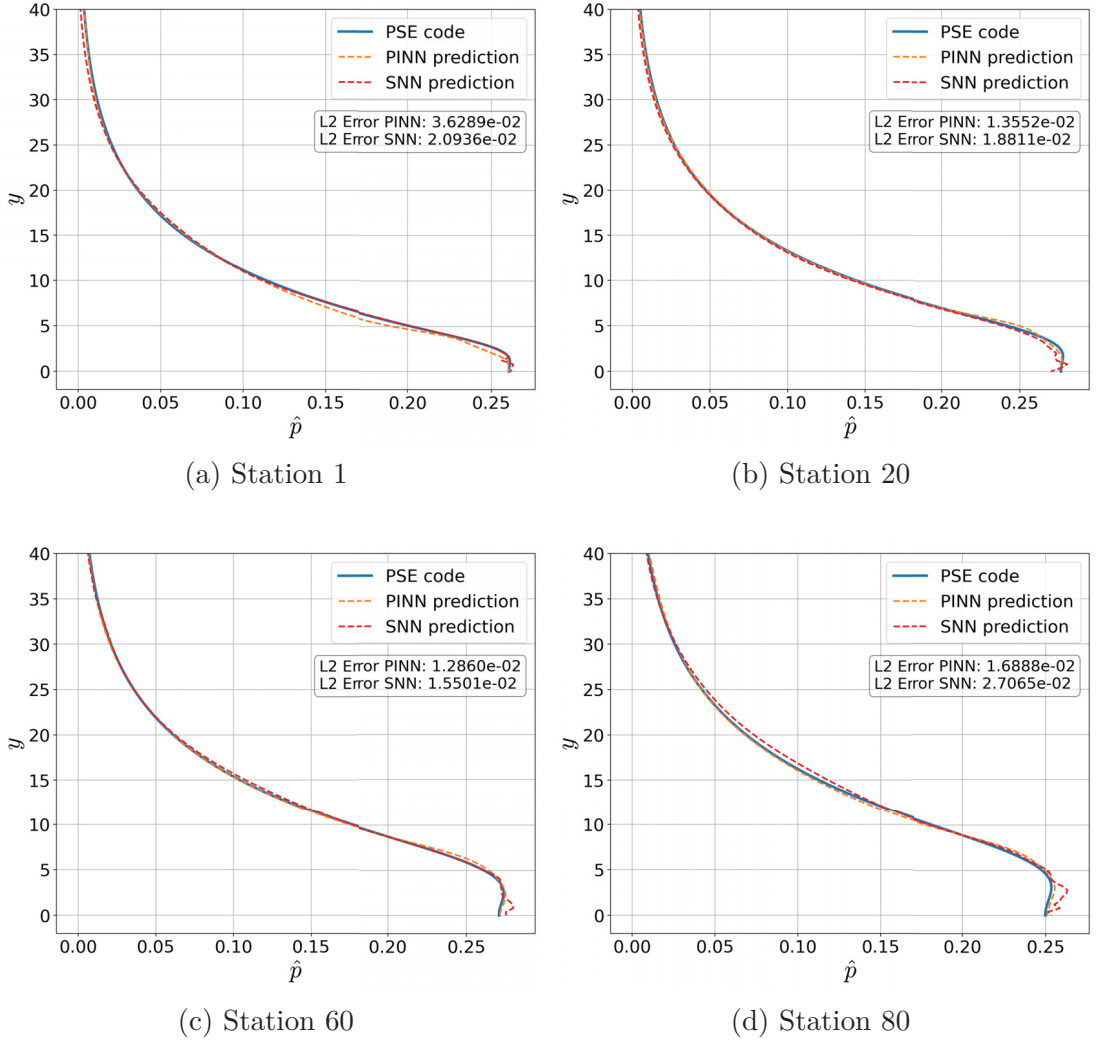 40
35
30
25
20
15
10
5
0
y
PSE code
PINN prediction
SNN prediction
L2 Error PINN: 3.6289e-02
L2 Error SNN: 2.0936e-02
0.00 0.05 0.10 0.15 0.20 0.25
p̂
(a) Station 1
40
35
30
25
20
15
10
5
0
y
PSE code
PINN prediction
SNN prediction
L2 Error PINN: 1.3552e-02
L2 Error SNN: 1.8811e-02
0.00 0.05 0.10 0.15 0.20 0.25
p̂
(b) Station 20
40
35
30
25
20
15
10
5
0
y
PSE code
PINN prediction
SNN prediction
L2 Error PINN: 1.2860e-02
L2 Error SNN: 1.5501e-02
0.00 0.05 0.10 0.15 0.20 0.25
p̂
(c) Station 60
40
35
30
25
20
15
10
5
0
y
PSE code
PINN prediction
SNN prediction
L2 Error PINN: 1.6888e-02
L2 Error SNN: 2.7065e-02
0.00 0.05 0.10 0.15 0.20 0.25
p̂
(d) Station 80